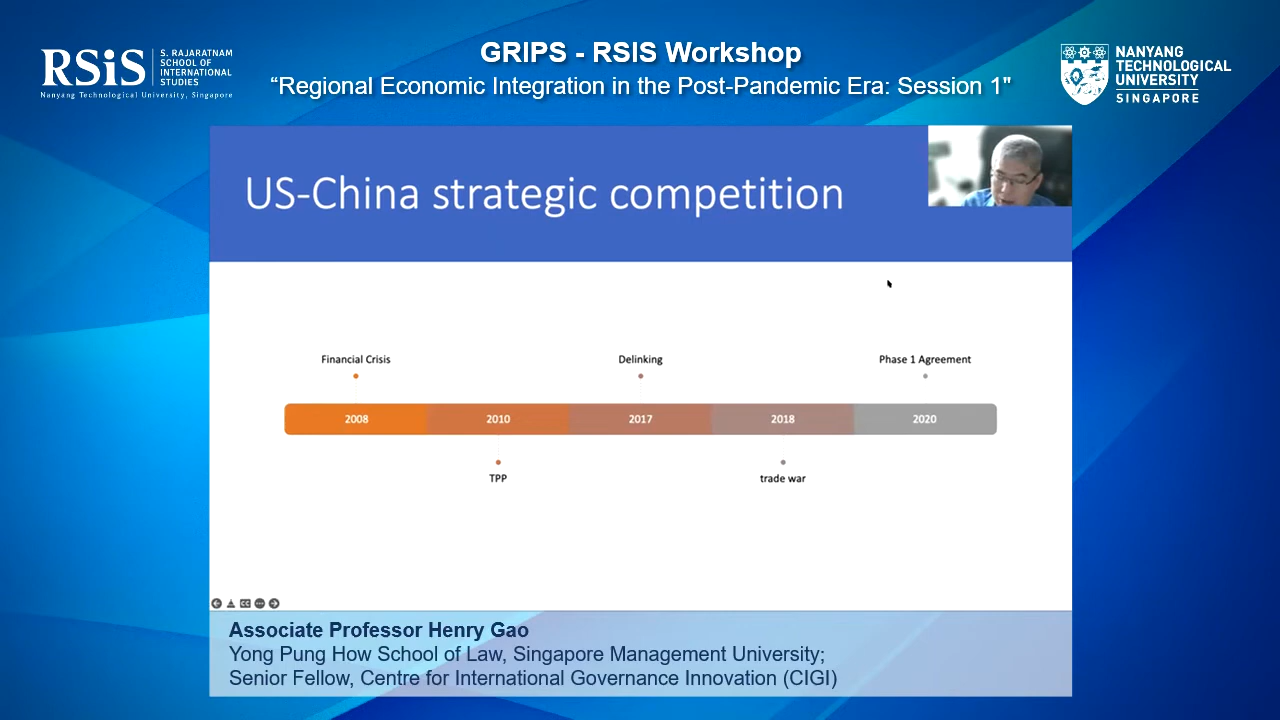 RSiS
S. RAJARATNAM
SCHOOL OF
INTERNATIONAL
STUDIES
Nanyang Technological University, Singapore
GRIPS - RSIS Workshop
“Regional Economic Integration in the Post-Pandemic Era: Session 1"
NANYANG
TECHNOLOGICAL
UNIVERSITY
SINGAPORE
US-China strategic competition
Financial Crisis
Delinking
Phase 1 Agreement
2008
2010
2017
2018
2020
TPP
trade war
CC
Associate Professor Henry Gao
Yong Pung How School of Law, Singapore Management University;
Senior Fellow, Centre for International Governance Innovation (CIGI)